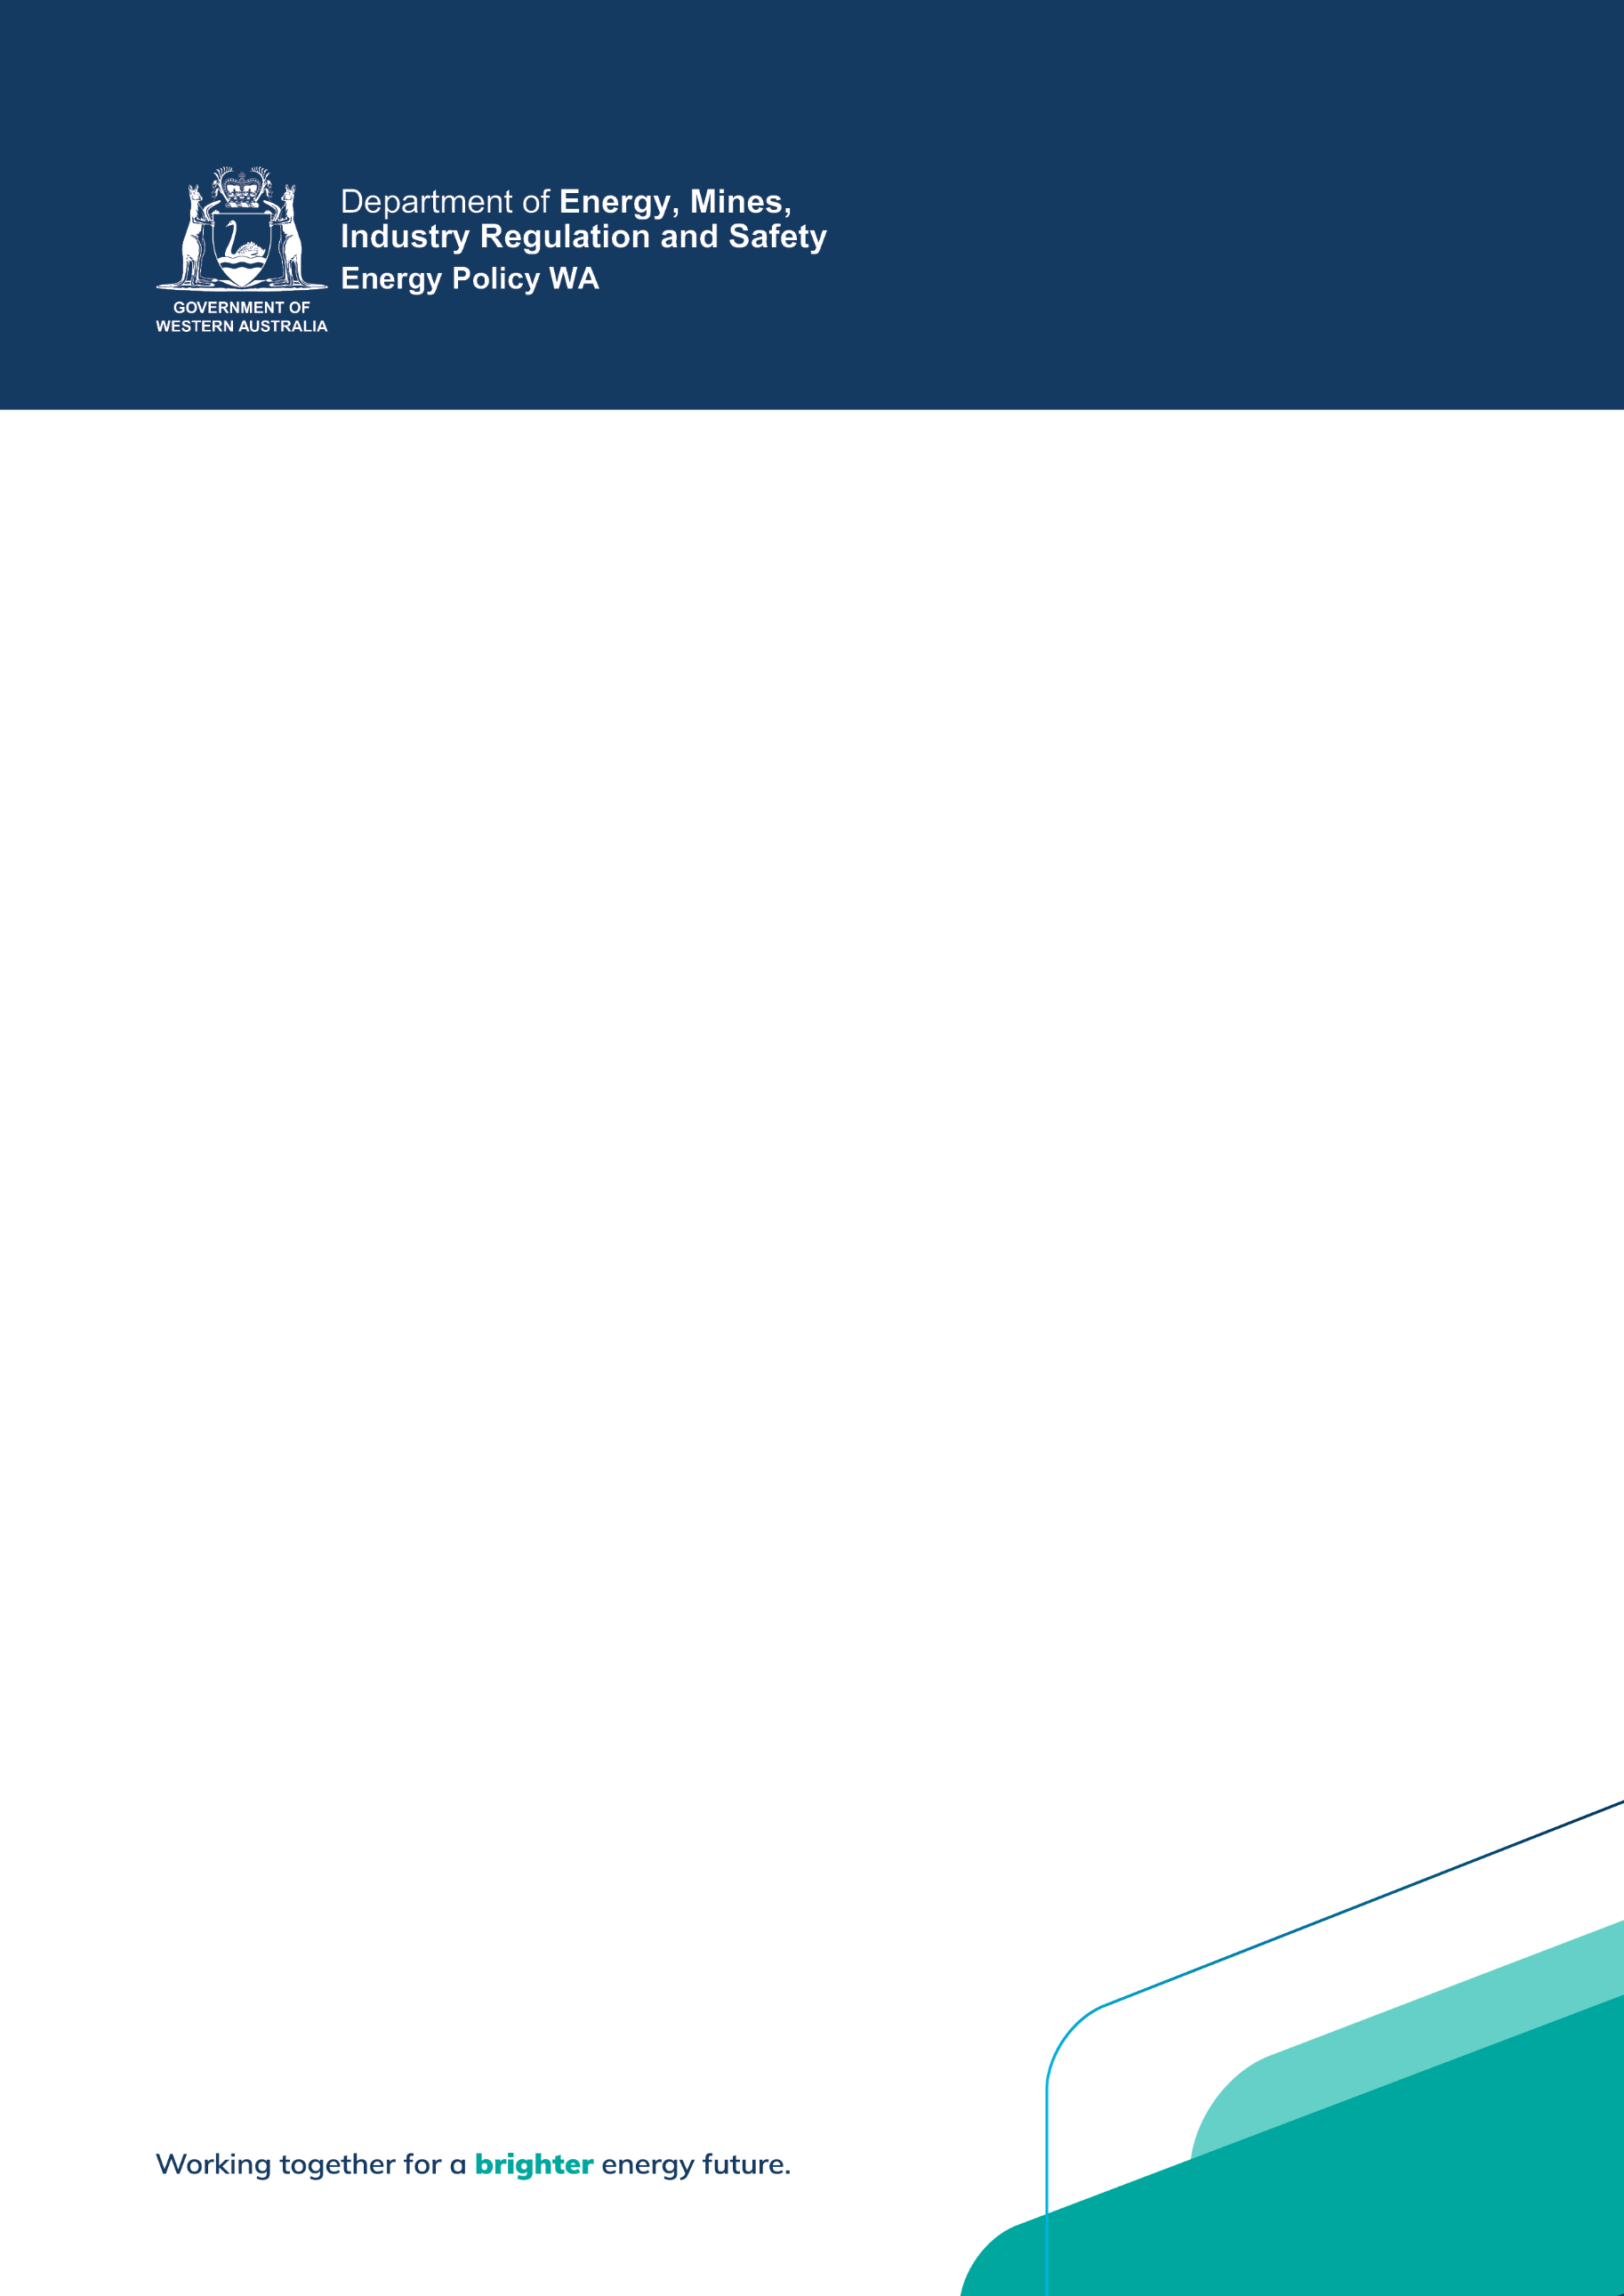 Department of Energy, Mines,
Industry Regulation and Safety
Energy Policy WA
GOVERNMENT OF
WESTERN AUSTRALIA
Working together for a brighter energy future.